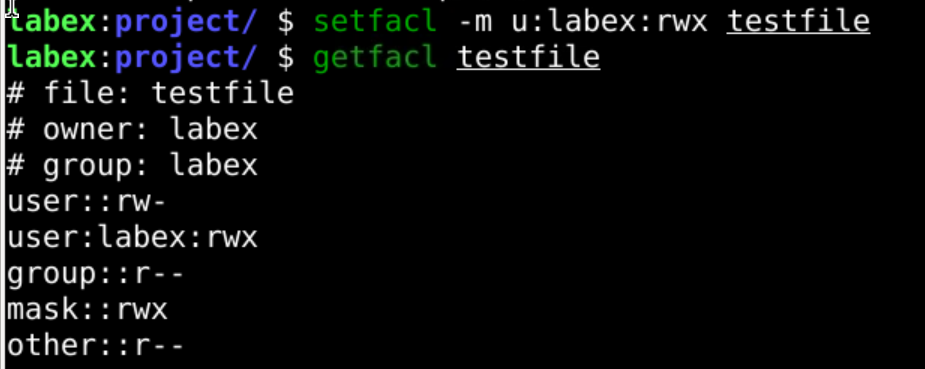 labex:project/ $ setfacl -m u:labex:rwx testfile
labex:project/ $ getfacl testfile
# file: testfile
# owner: labex
# group: labex
user::rw-
user:labex:rwx
group::r--
mask::rwx
other::r--